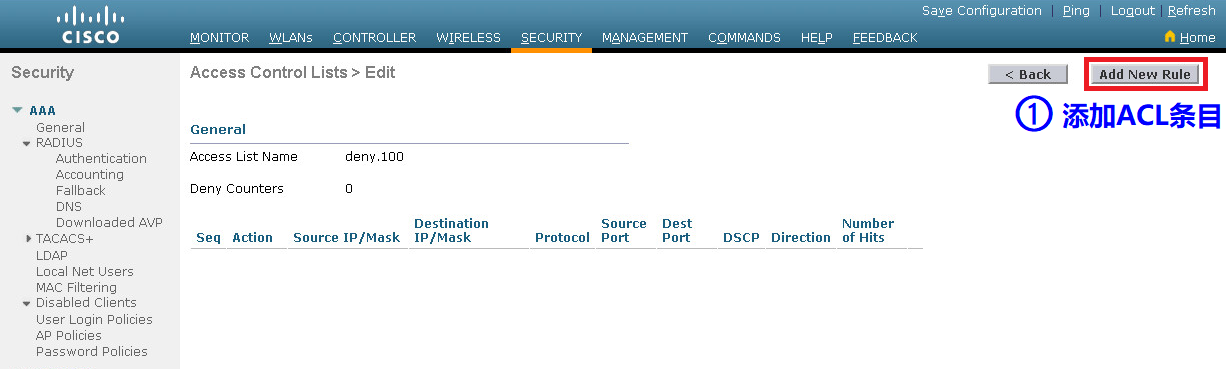 Save Configuration | Ping | Logout | Refresh
CISCO
MONITOR WLANs CONTROLLER WIRELESS SECURITY MANAGEMENT COMMANDS HELP FEEDBACK
Home
Security
Access Control Lists > Edit
< Back
Add New Rule
① 添加ACL条目
AAA
General
RADIUS
Authentication
Accounting
Fallback
DNS
Downloaded AVP
TACACS+
LDAP
Local Net Users
MAC Filtering
Disabled Clients
User Login Policies
AP Policies
Password Policies
General
Access List Name deny.100
Deny Counters 0
Seq Action Source IP/Mask Destination IP/Mask Protocol Source Port Dest Port DSCP Direction Number of Hits